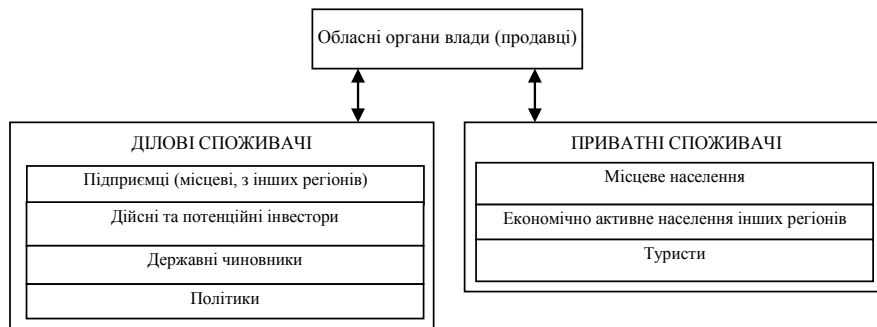 Обласні органи влади (продавці)
ДІЛОВІ СПОЖИВАЧІ
Підприємці (місцеві, з інших регіонів)
Дійсні та потенційні інвестори
Державні чиновники
Політики
ПРИВАТНІ СПОЖИВАЧІ
Місцеве населення
Економічно активне населення інших регіонів
Туристи